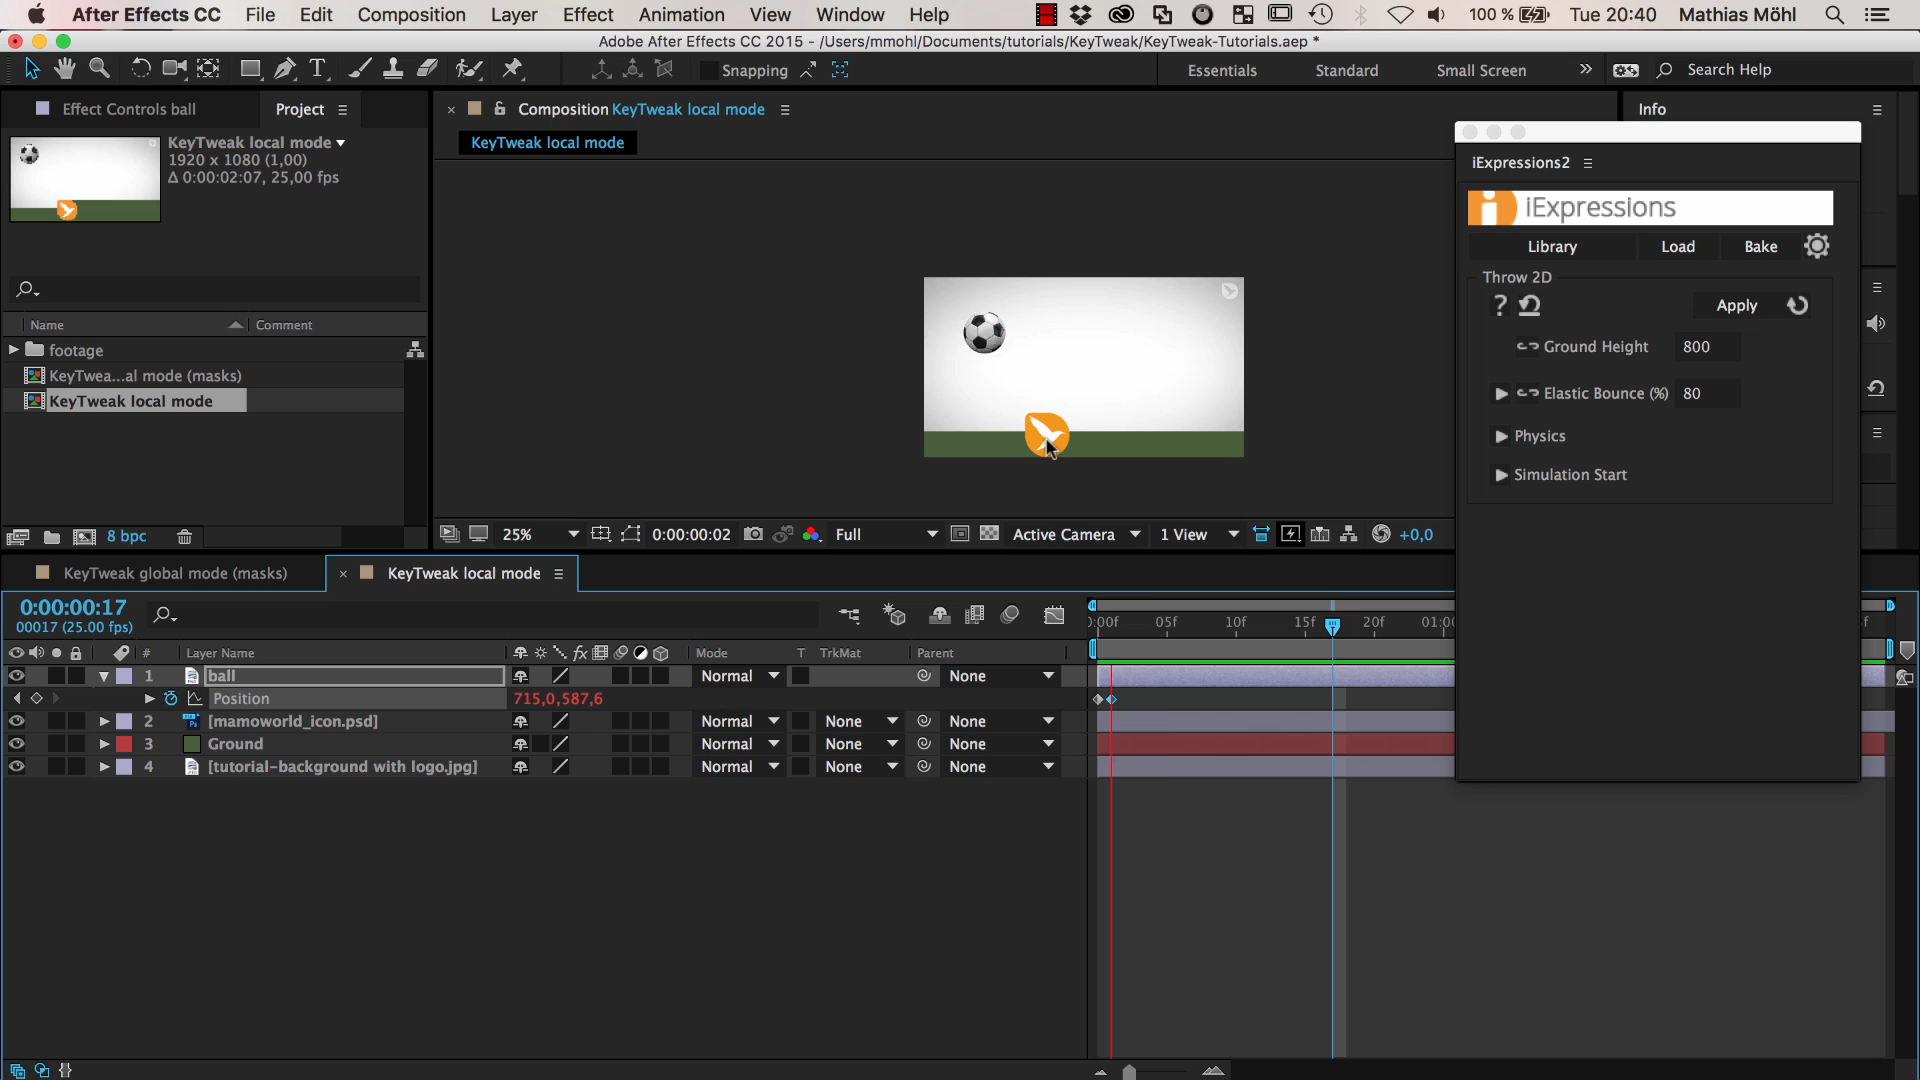 After Effects CC File Edit Composition Layer Effect Animation View Window Help 100 % Tue 20:40 Mathias Möhl
Adobe After Effects CC 2015 - /Users/mmohl/Documents/tutorials/KeyTweak/KeyTweak-Tutorials.aep *
T Snapping Essentials Standard Small Screen » Search Help
Effect Controls ball Project × Composition KeyTweak local mode Info
KeyTweak local mode
1920 x 1080 (1,00)
Δ 0:00:02:07, 25,00 fps
KeyTweak local mode
iExpressions2
iExpressions
Library Load Bake
Throw 2D
? Apply
Ground Height 800
Elastic Bounce (%) 80
Physics
Simulation Start
Name Comment
footage
KeyTwea...al mode (masks)
KeyTweak local mode
8 bpc
25% 0:00:00:02 Full Active Camera 1 View +0,0
KeyTweak global mode (masks) × KeyTweak local mode
0:00:00:17
00017 (25.00 fps)
):00f 05f 10f 15f 20f 01:00 f
# Layer Name fx Mode T TrkMat Parent
1 ball Normal None
Position 715,0,587,6
2 [mamoworld_icon.psd] Normal None None
3 Ground Normal None None
4 [tutorial-background with logo.jpg] Normal None None